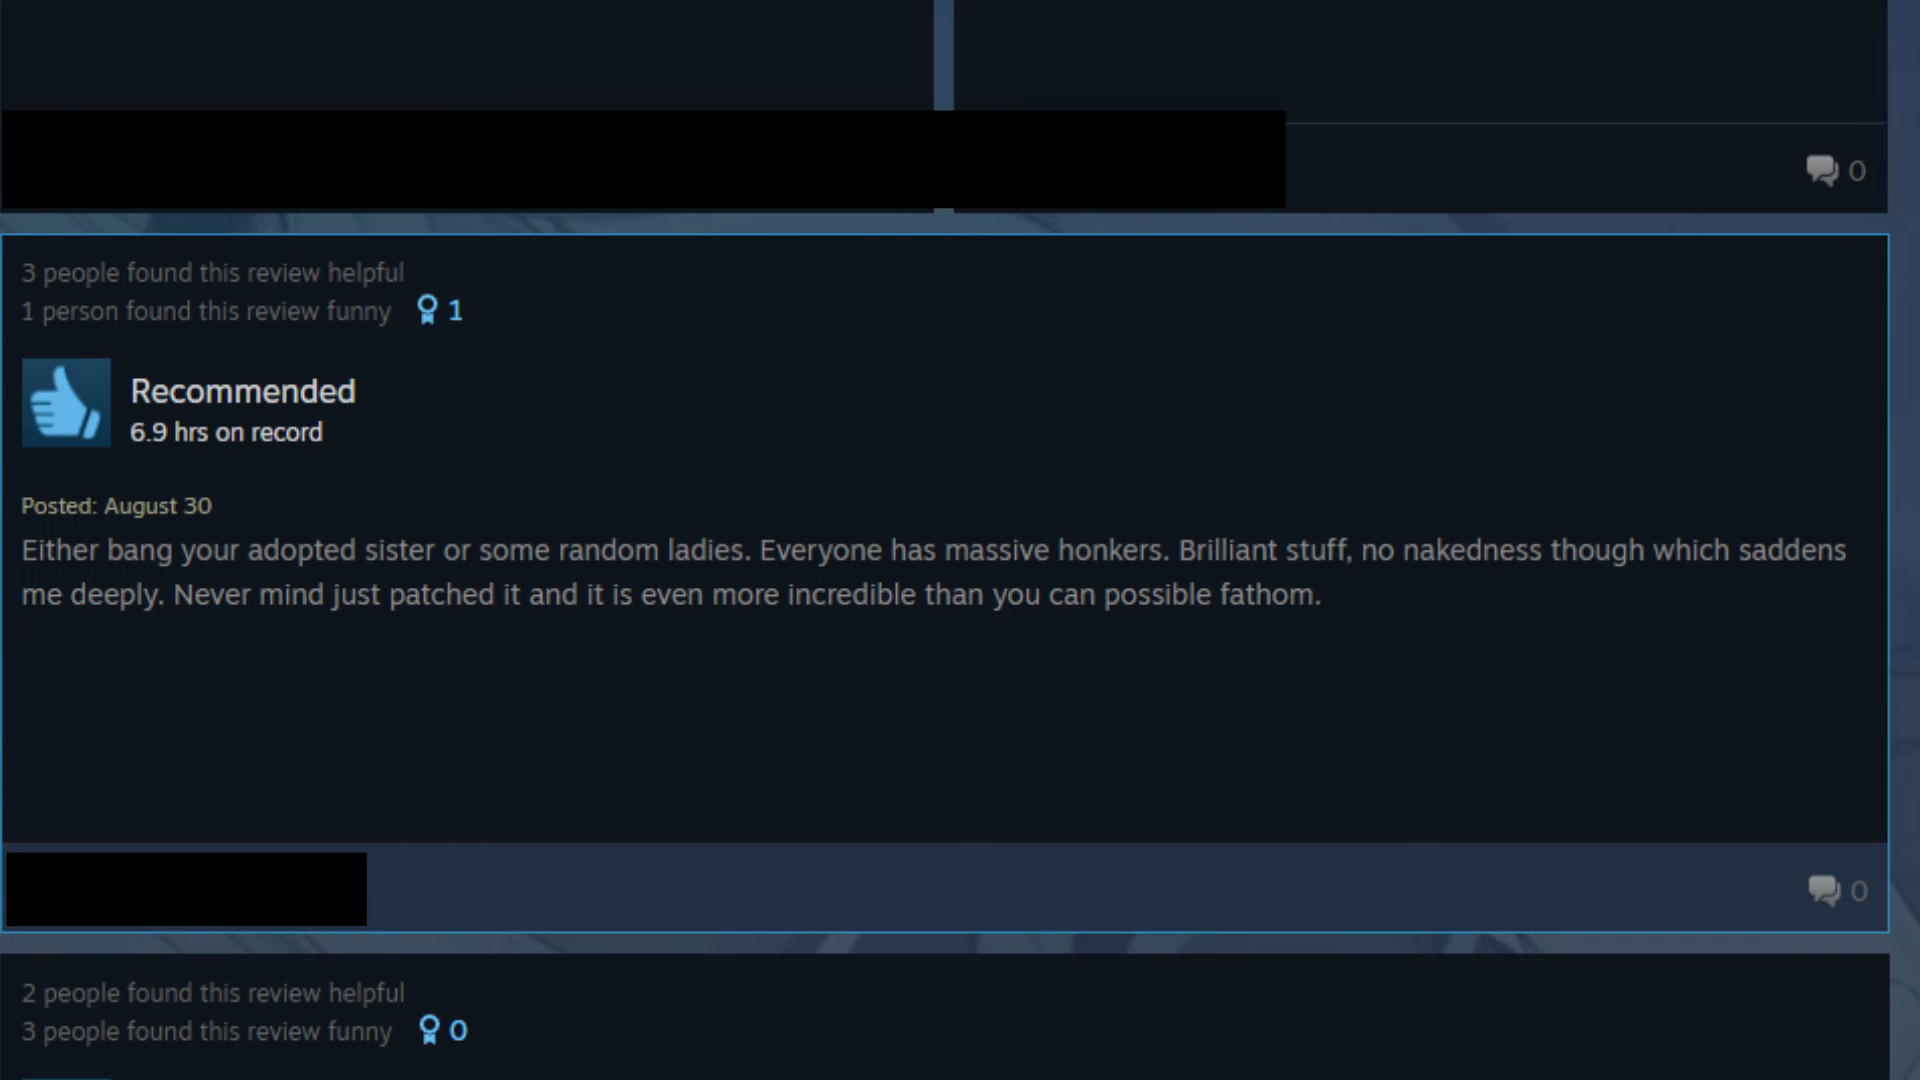 0
3 people found this review helpful
1 person found this review funny 1
Recommended
6.9 hrs on record
Posted: August 30
Either bang your adopted sister or some random ladies. Everyone has massive honkers. Brilliant stuff, no nakedness though which saddens
me deeply. Never mind just patched it and it is even more incredible than you can possible fathom.
0
2 people found this review helpful
3 people found this review funny 0